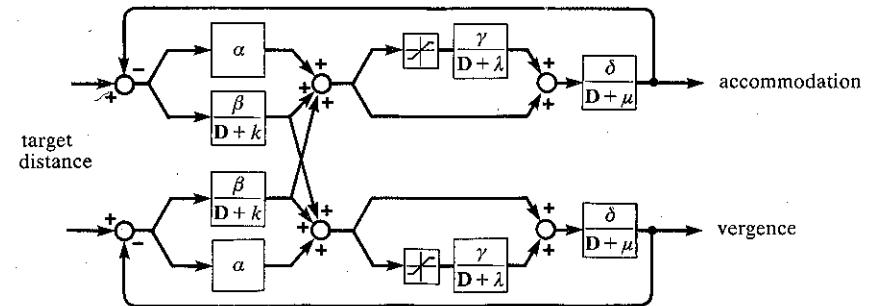 α
γ
D + λ
δ
D + μ
accommodation
β
D + k
target
distance
β
D + k
α
γ
D + λ
δ
D + μ
vergence